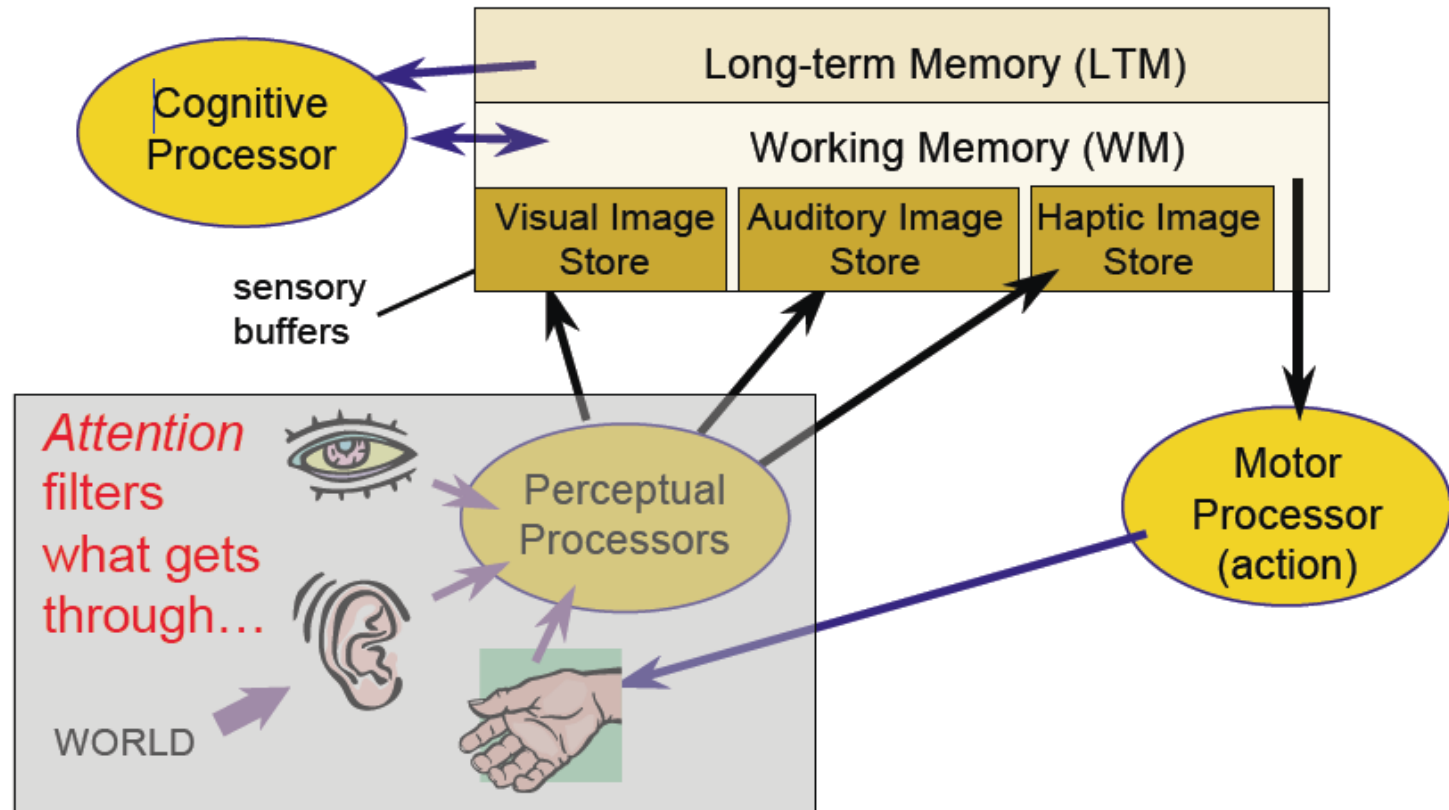 Long-term Memory (LTM)
Cognitive
Processor
Working Memory (WM)
Visual Image
Store
Auditory Image
Store
Haptic Image
Store
sensory
buffers
Attention
filters
what gets
through…
Perceptual
Processors
Motor
Processor
(action)
WORLD